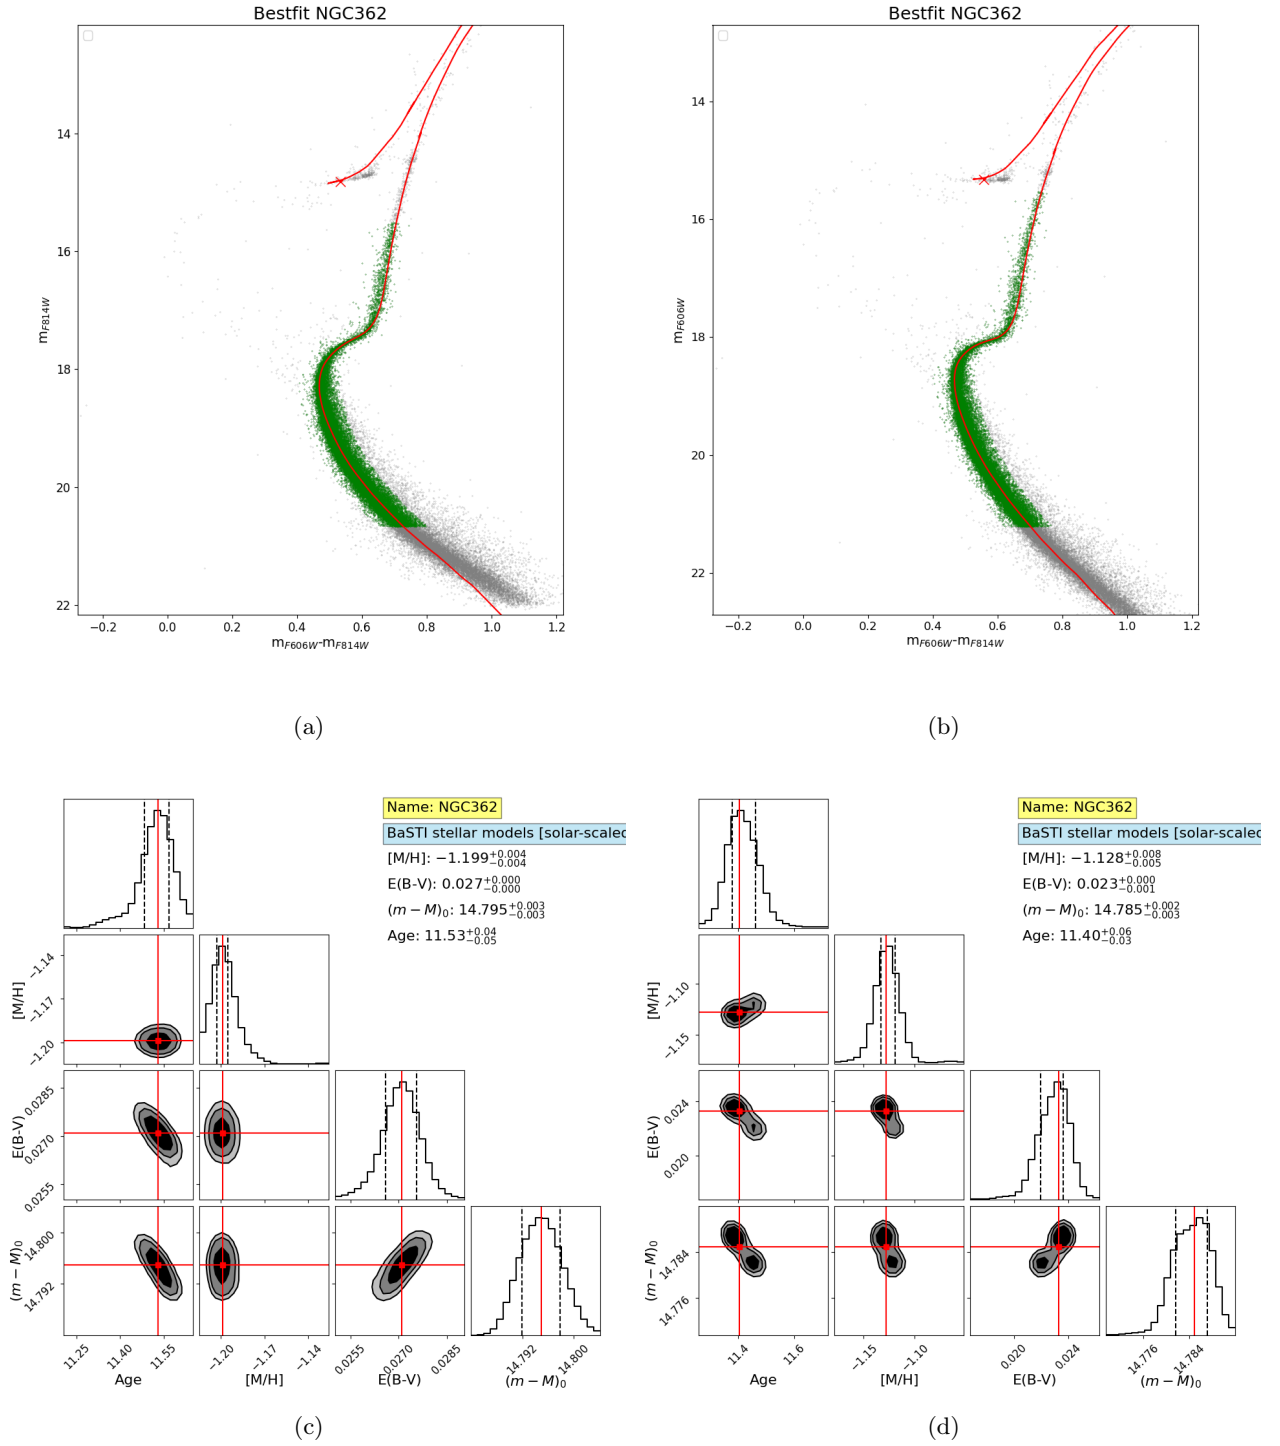 Bestfit NGC362
14
16
18
20
22
m_F814W
−0.2 0.0 0.2 0.4 0.6 0.8 1.0 1.2
m_F606W-m_F814W
(a)
Bestfit NGC362
14
16
18
20
22
m_F606W
−0.2 0.0 0.2 0.4 0.6 0.8 1.0 1.2
m_F606W-m_F814W
(b)
Name: NGC362
BaSTI stellar models [solar-scaled
[M/H]: −1.199^{+0.004}_{−0.004}
E(B-V): 0.027^{+0.000}_{−0.000}
(m − M)_0: 14.795^{+0.003}_{−0.003}
Age: 11.53^{+0.04}_{−0.05}
[M/H]
−1.14
−1.17
−1.20
E(B-V)
0.0285
0.0270
0.0255
(m − M)_0
14.800
14.792
11.25 11.40 11.55
−1.20 −1.17 −1.14
0.0255 0.0270 0.0285
14.792 14.800
Age [M/H] E(B-V) (m − M)_0
(c)
Name: NGC362
BaSTI stellar models [solar-scaled
[M/H]: −1.128^{+0.008}_{−0.005}
E(B-V): 0.023^{+0.000}_{−0.001}
(m − M)_0: 14.785^{+0.002}_{−0.003}
Age: 11.40^{+0.06}_{−0.03}
[M/H]
−1.10
−1.15
E(B-V)
0.024
0.020
(m − M)_0
14.784
14.776
11.4 11.6
−1.15 −1.10
0.020 0.024
14.776 14.784
Age [M/H] E(B-V) (m − M)_0
(d)